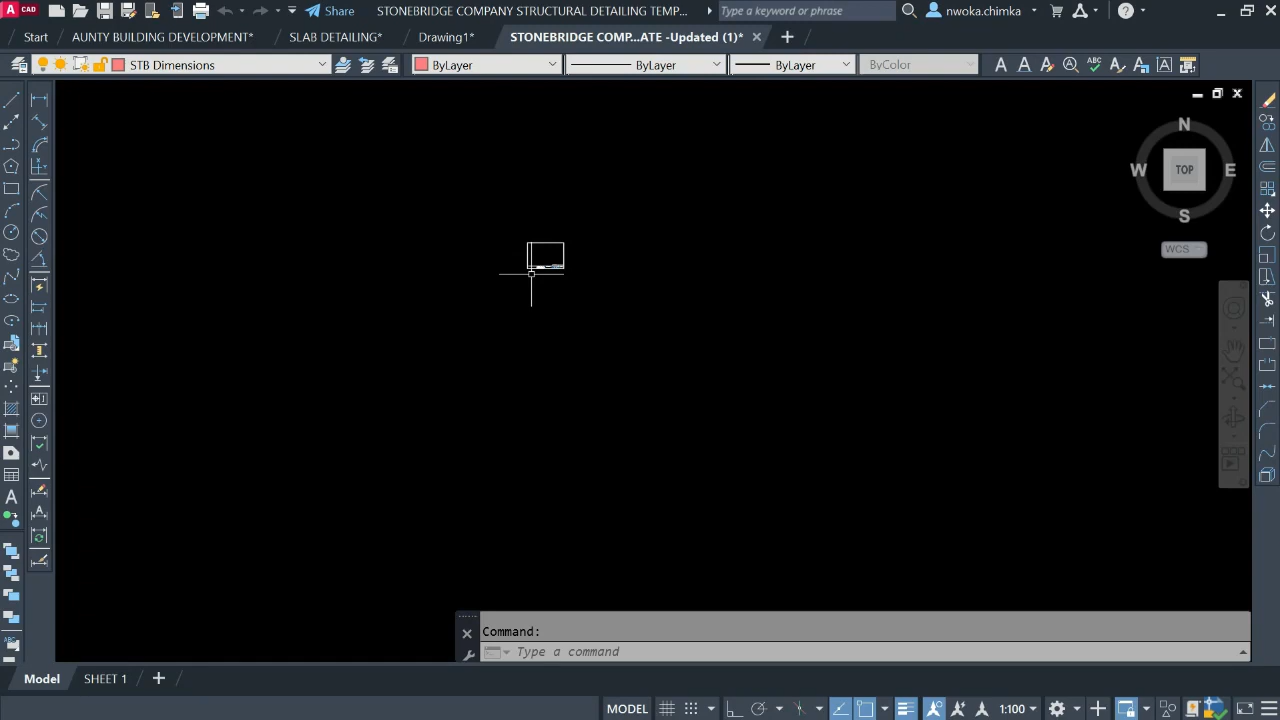 A CAD
Share
STONEBRIDGE COMPANY STRUCTURAL DETAILING TEMP...
Type a keyword or phrase
nwoka.chimka
Start
AUNTY BUILDING DEVELOPMENT*
SLAB DETAILING*
Drawing1*
STONEBRIDGE COMP...ATE -Updated (1)*
STB Dimensions
ByLayer
ByLayer
ByLayer
ByColor
N
W
TOP
E
S
WCS
Command:
Type a command
Model
SHEET 1
MODEL
1:100